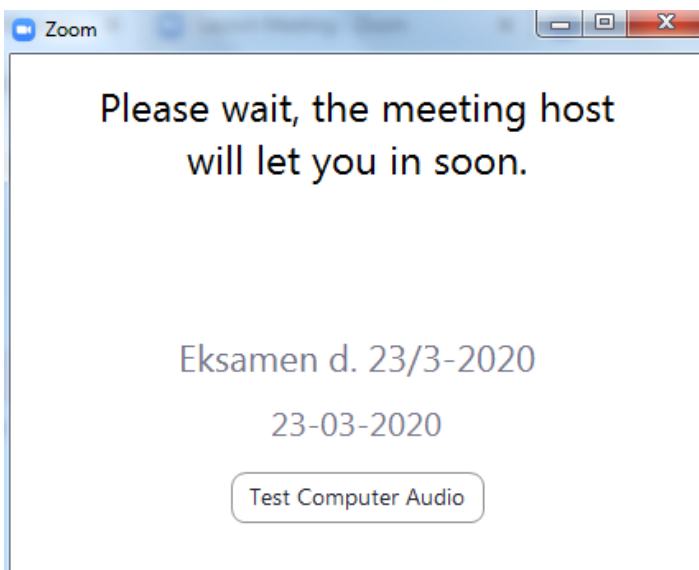 Zoom
Please wait, the meeting host
will let you in soon.
Eksamen d. 23/3-2020
23-03-2020
Test Computer Audio